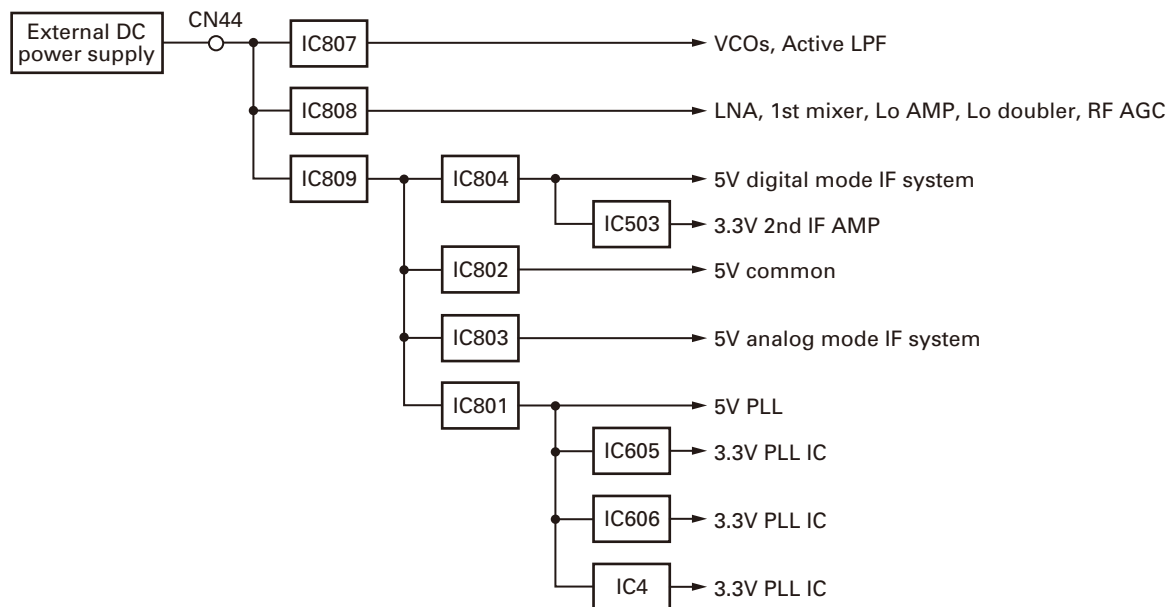 CN44
External DC
power supply
IC807
VCOs, Active LPF
IC808
LNA, 1st mixer, Lo AMP, Lo doubler, RF AGC
IC809
IC804
5V digital mode IF system
IC503
3.3V 2nd IF AMP
IC802
5V common
IC803
5V analog mode IF system
IC801
5V PLL
IC605
3.3V PLL IC
IC606
3.3V PLL IC
IC4
3.3V PLL IC